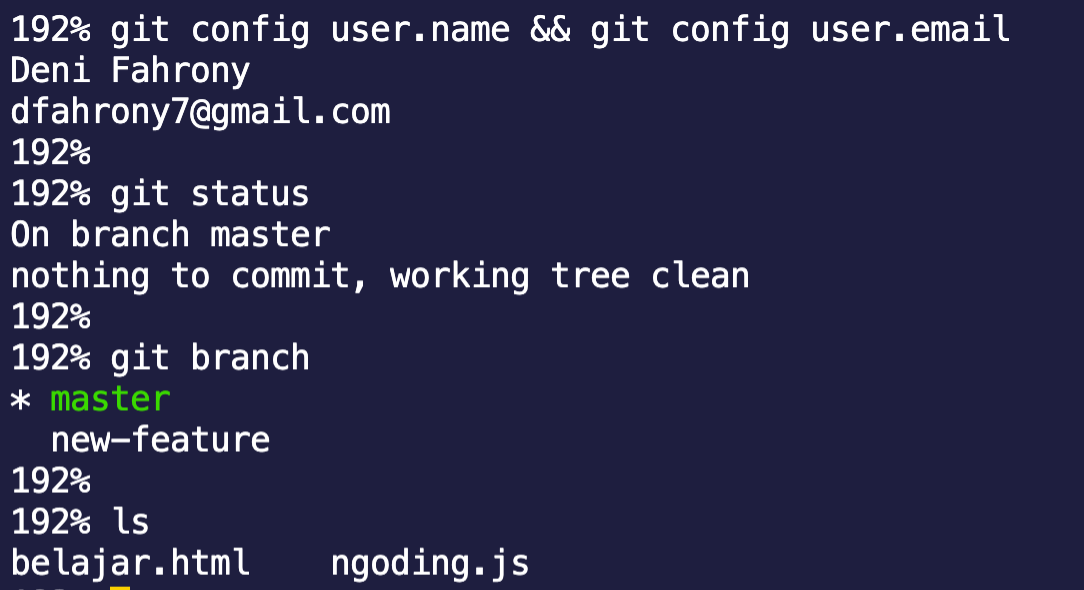 192% git config user.name && git config user.email
Deni Fahrony
dfahrony7@gmail.com
192%
192% git status
On branch master
nothing to commit, working tree clean
192%
192% git branch
* master
  new-feature
192%
192% ls
belajar.html    ngoding.js